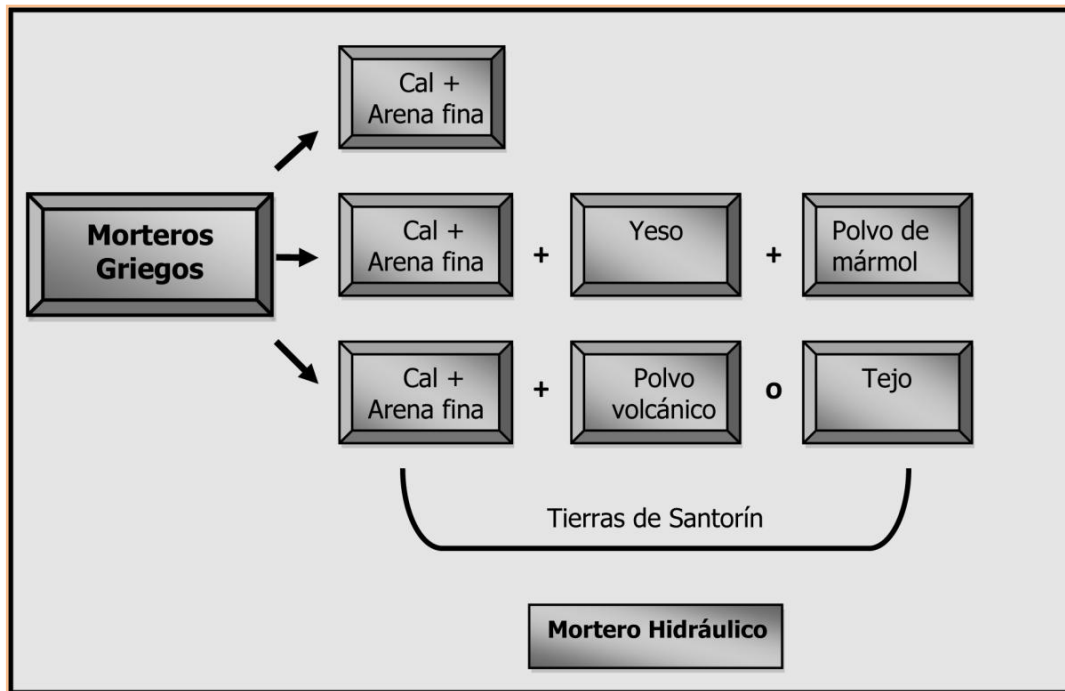 Cal +
Arena fina
Morteros
Griegos
Cal +
Arena fina
+
Yeso
+
Polvo de
mármol
Cal +
Arena fina
+
Polvo
volcánico
o
Tejo
Tierras de Santorín
Mortero Hidráulico